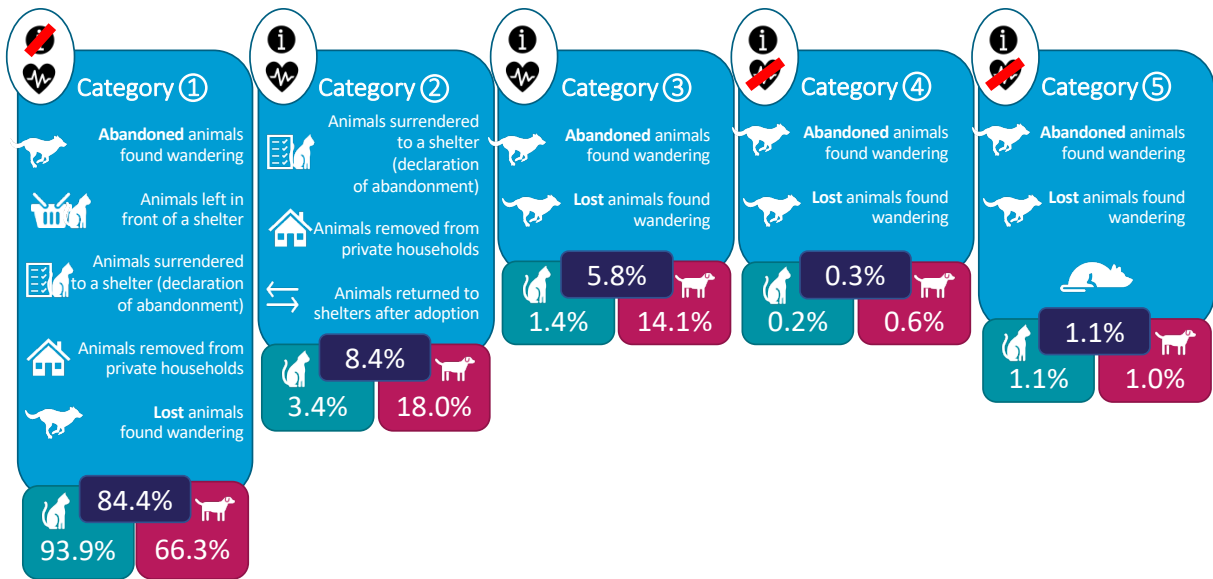 Category ①
Abandoned animals
found wandering
Animals left in
front of a shelter
Animals surrendered
to a shelter (declaration
of abandonment)
Animals removed from
private households
Lost animals
found wandering
84.4%
93.9%
66.3%
Category ②
Animals surrendered
to a shelter
(declaration
of abandonment)
Animals removed from
private households
Animals returned to
shelters after adoption
8.4%
3.4%
18.0%
Category ③
Abandoned animals
found wandering
Lost animals found
wandering
5.8%
1.4%
14.1%
Category ④
Abandoned animals
found wandering
Lost animals found
wandering
0.3%
0.2%
0.6%
Category ⑤
Abandoned animals
found wandering
Lost animals found
wandering
1.1%
1.1%
1.0%